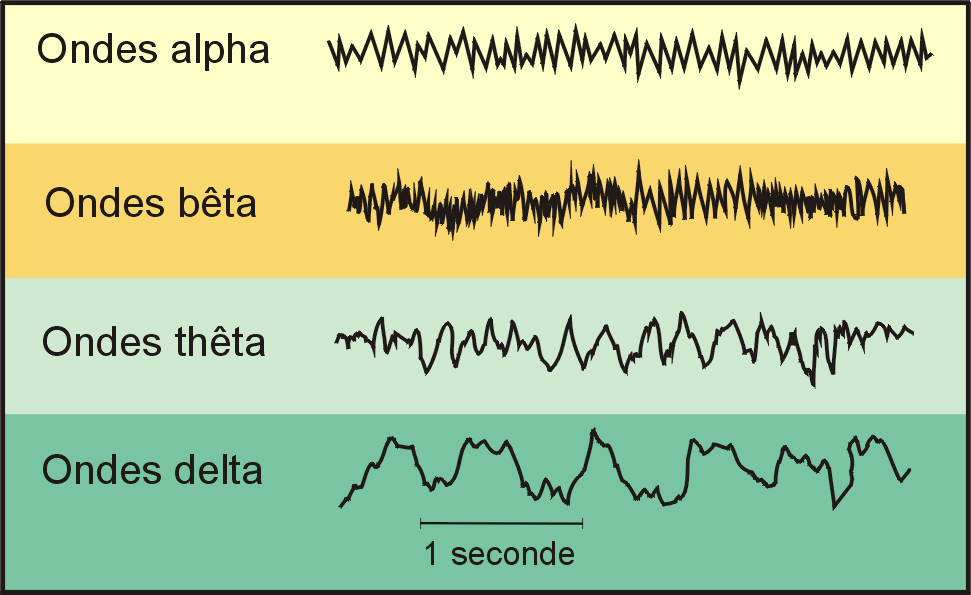 Ondes alpha
Ondes bêta
Ondes thêta
Ondes delta
1 seconde